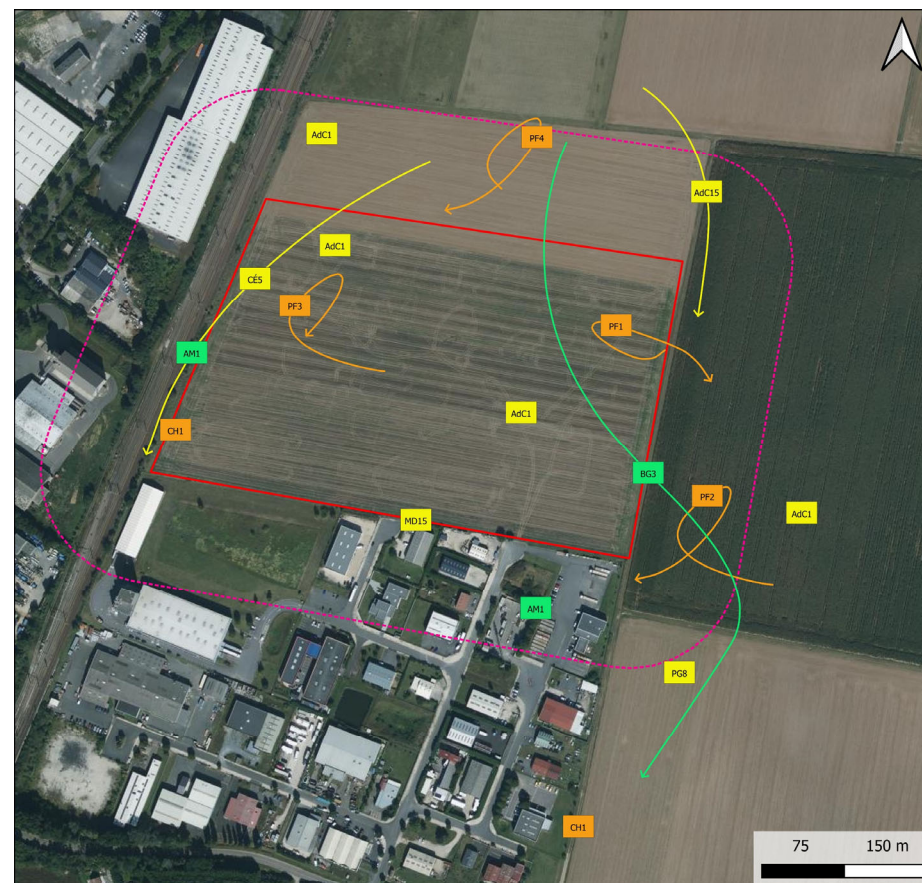 AdC1
PF4
AdC15
AdC1
CÉ5
PF3
PF1
AM1
AdC1
CH1
BG3
PF2
AdC1
MD15
AM1
PG8
CH1
75 150 m